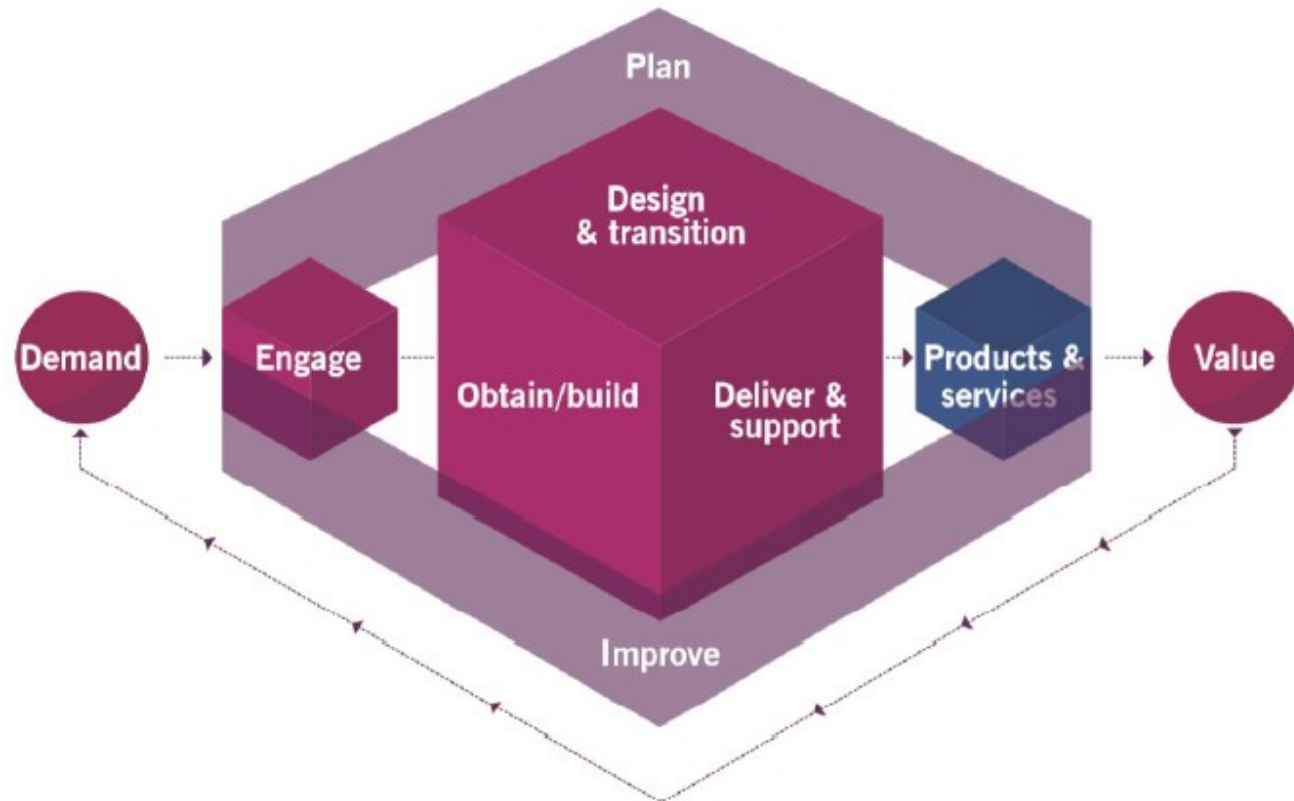 Plan
Design
& transition
Demand
Engage
Obtain/build
Deliver &
support
Products &
services
Value
Improve